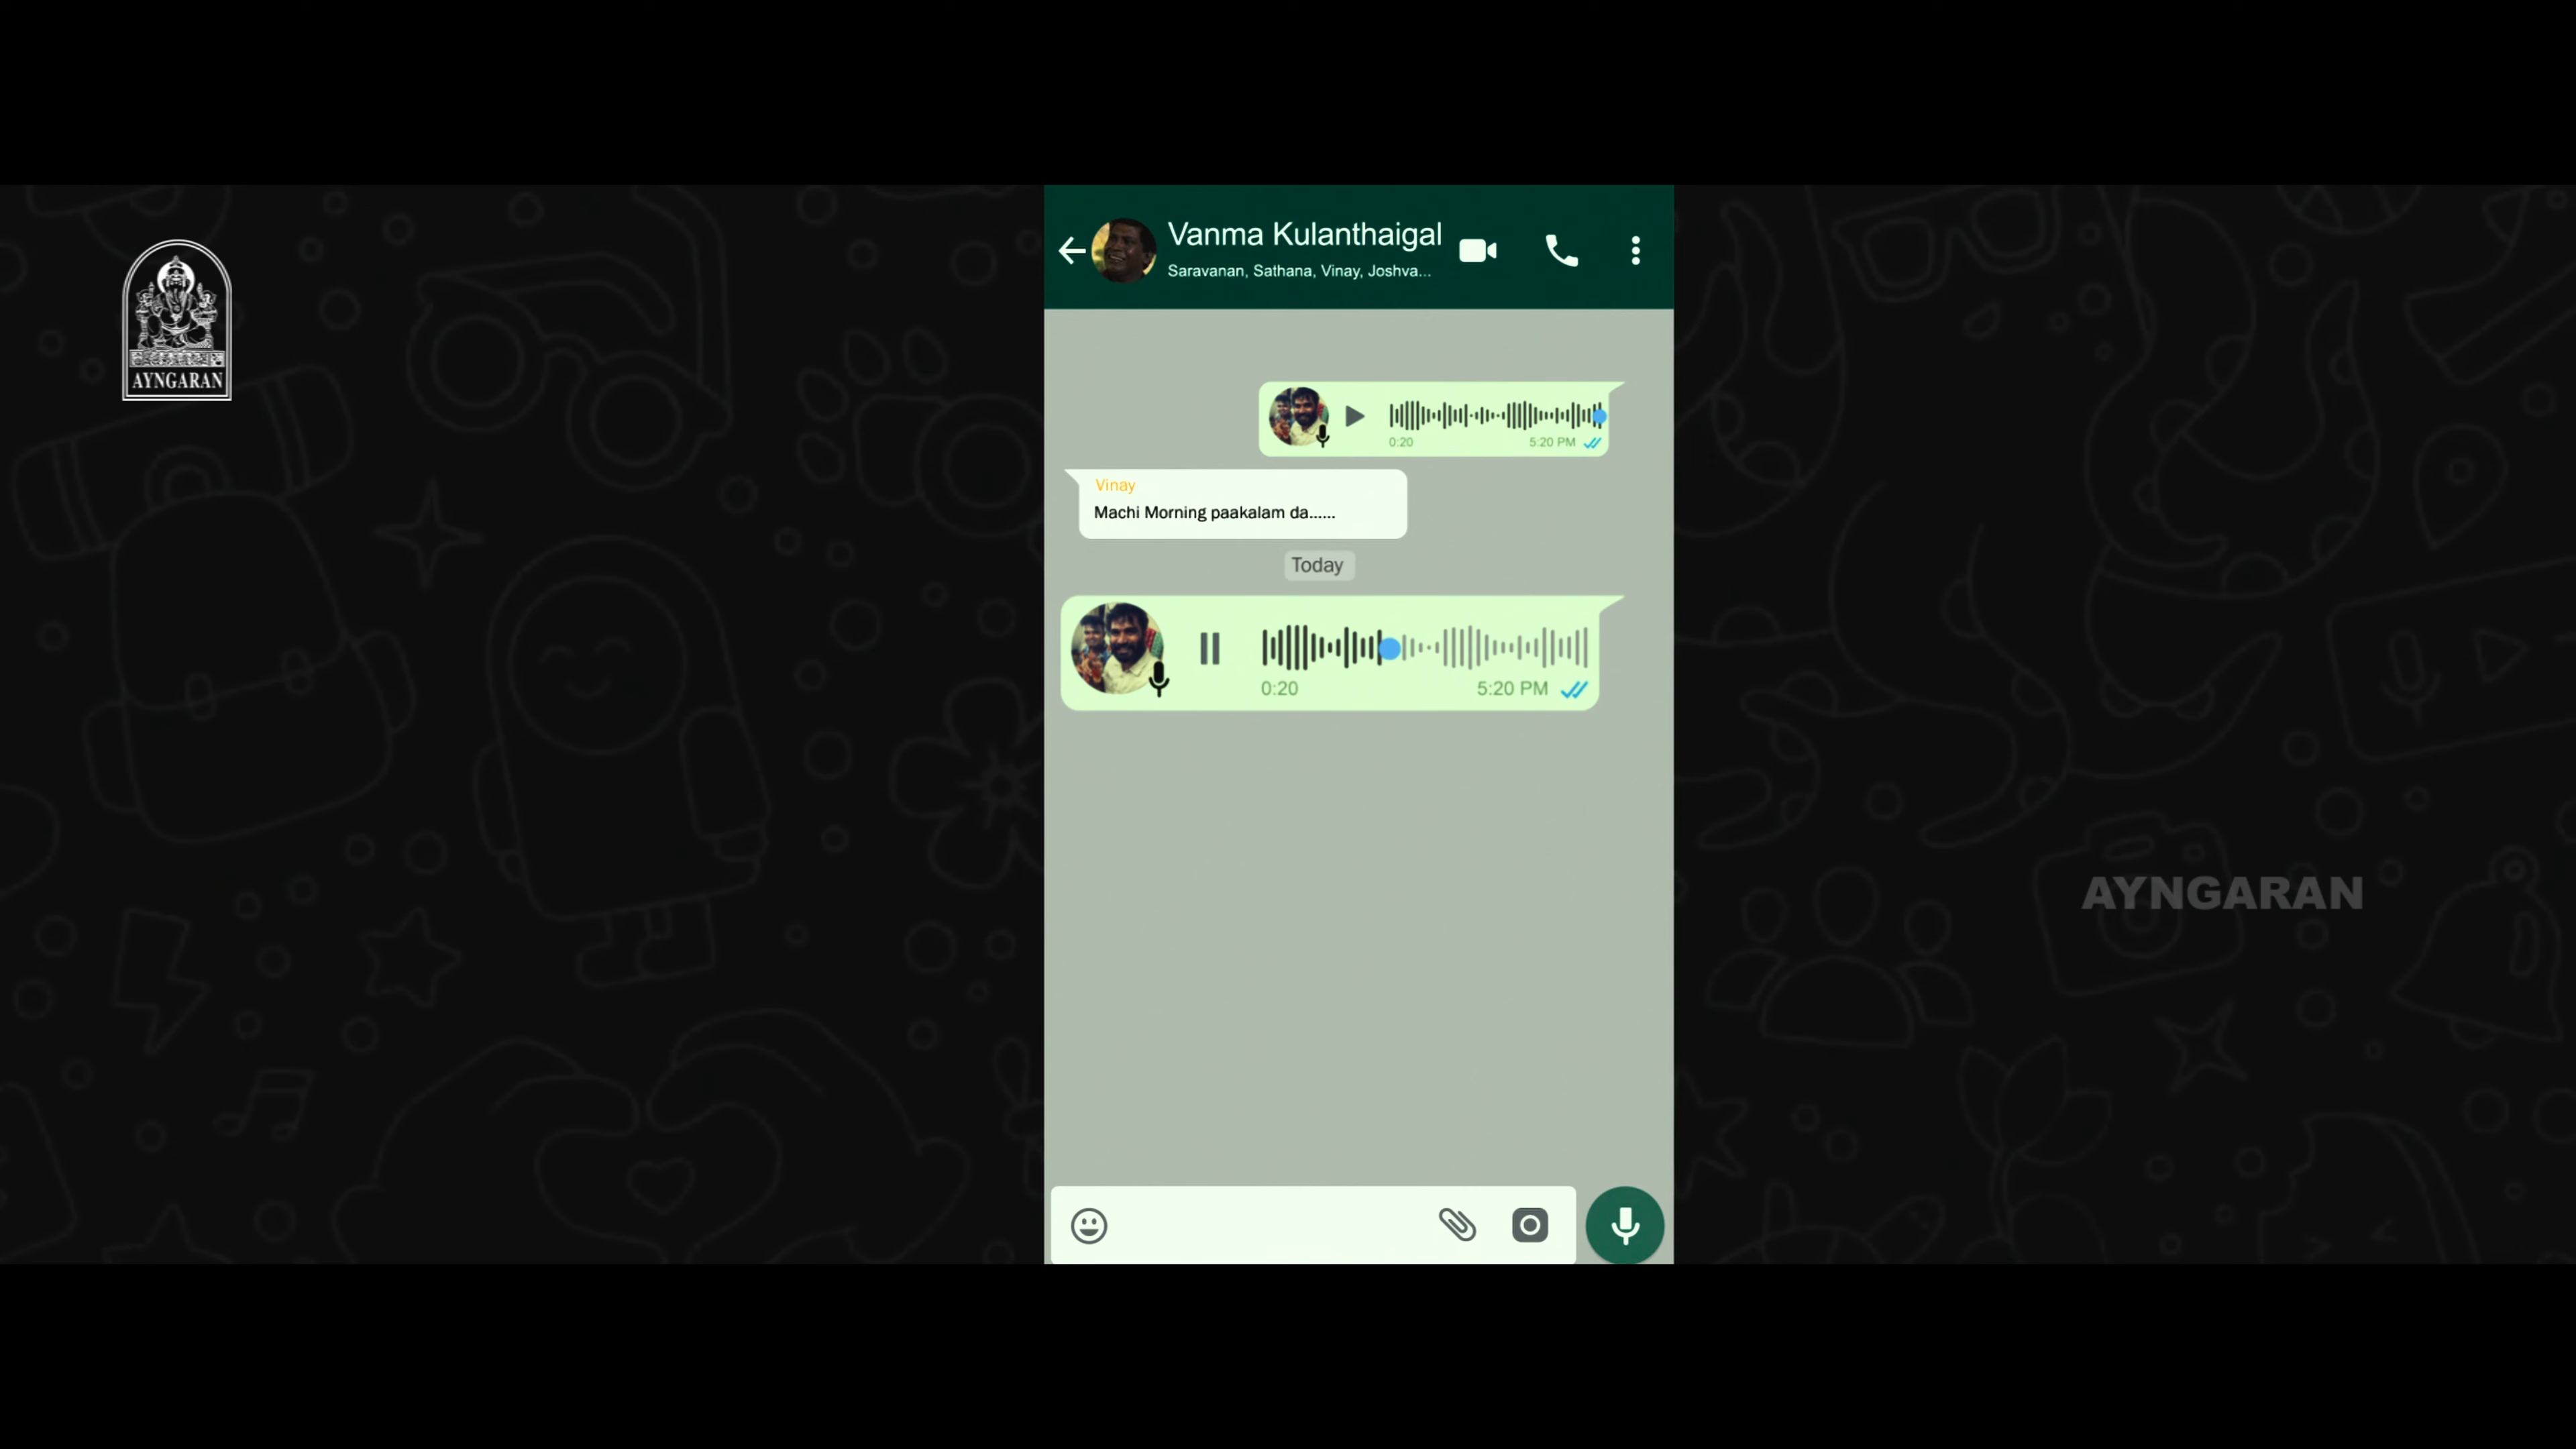 Vanma Kulanthaigal
Saravanan, Sathana, Vinay, Joshva...
AYNGARAN
0:20 5:20 PM
Vinay
Machi Morning paakalam da......
Today
0:20 5:20 PM
AYNGARAN